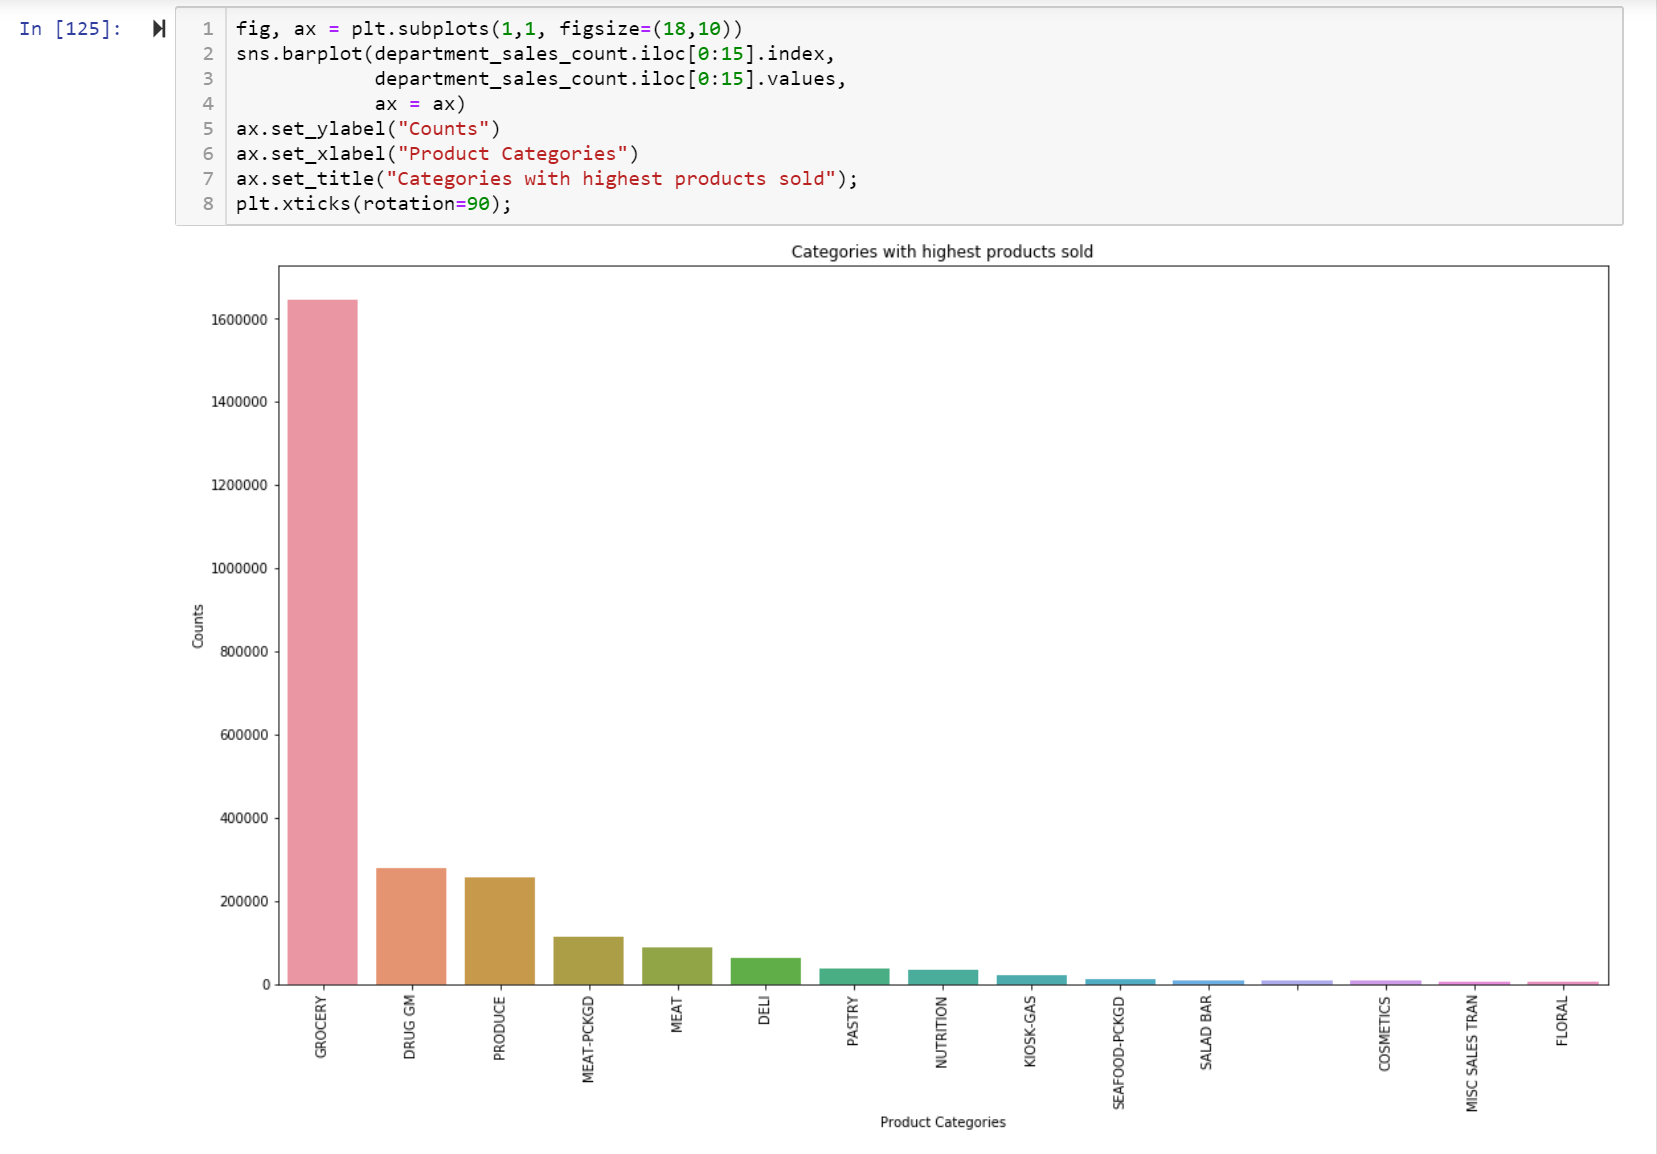 In [125]:
1 fig, ax = plt.subplots(1,1, figsize=(18,10))
2 sns.barplot(department_sales_count.iloc[0:15].index,
3 department_sales_count.iloc[0:15].values,
4 ax = ax)
5 ax.set_ylabel("Counts")
6 ax.set_xlabel("Product Categories")
7 ax.set_title("Categories with highest products sold");
8 plt.xticks(rotation=90);
Categories with highest products sold
1600000
1400000
1200000
1000000
800000
600000
400000
200000
0
Counts
GROCERY
DRUG GM
PRODUCE
MEAT-PCKGD
MEAT
DELI
PASTRY
NUTRITION
KIOSK-GAS
SEAFOOD-PCKGD
SALAD BAR
COSMETICS
MISC SALES TRAN
FLORAL
Product Categories